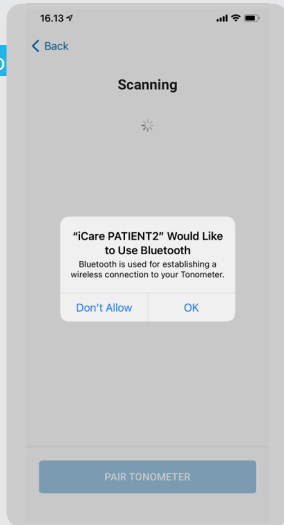 16.13
Back
Scanning
"iCare PATIENT2" Would Like
to Use Bluetooth
Bluetooth is used for establishing a
wireless connection to your Tonometer.
Don't Allow
OK
PAIR TONOMETER